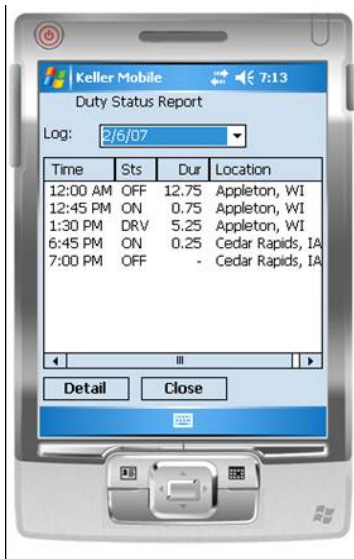 Keller Mobile 7:13
Duty Status Report
Log: 2/6/07
Time Sts Dur Location
12:00 AM OFF 12.75 Appleton, WI
12:45 PM ON 0.75 Appleton, WI
1:30 PM DRV 5.25 Appleton, WI
6:45 PM ON 0.25 Cedar Rapids, IA
7:00 PM OFF - Cedar Rapids, IA
Detail Close